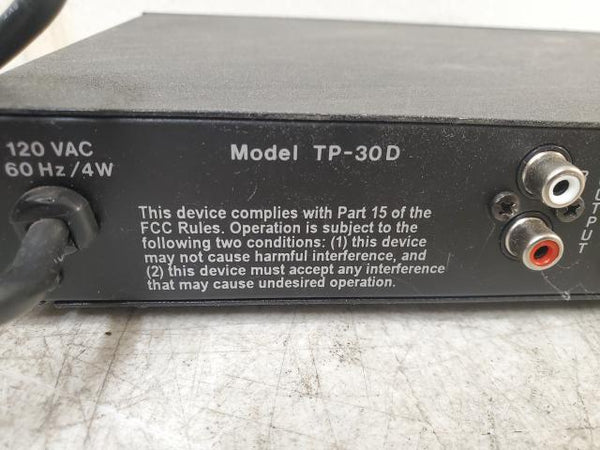 120 VAC
60 Hz/4W
Model TP-30D
This device complies with Part 15 of the
FCC Rules. Operation is subject to the
following two conditions: (1) this device
may not cause harmful interference, and
(2) this device must accept any interference
that may cause undesired operation.
OUTPUT